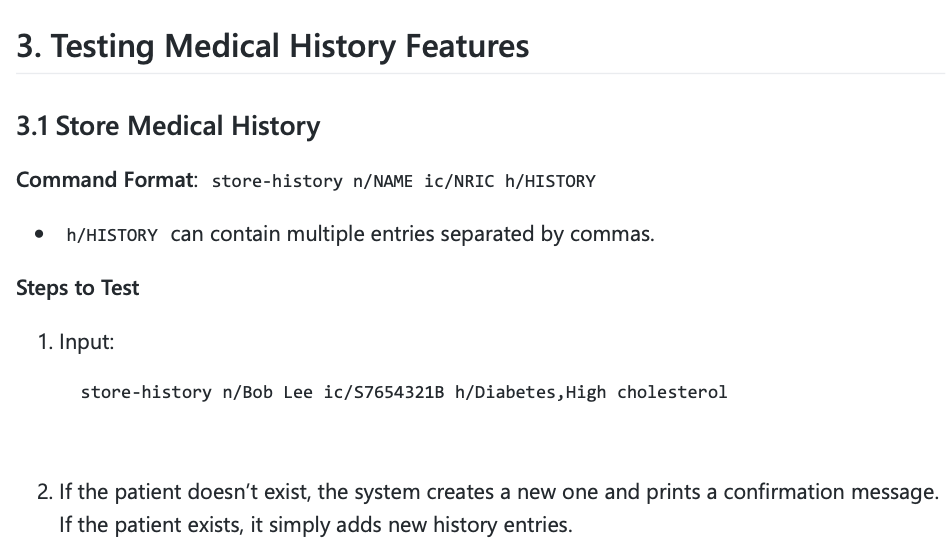 3. Testing Medical History Features
3.1 Store Medical History
Command Format: store-history n/NAME ic/NRIC h/HISTORY
• h/HISTORY can contain multiple entries separated by commas.
Steps to Test
1. Input:
store-history n/Bob Lee ic/S7654321B h/Diabetes,High cholesterol
2. If the patient doesn’t exist, the system creates a new one and prints a confirmation message.
If the patient exists, it simply adds new history entries.